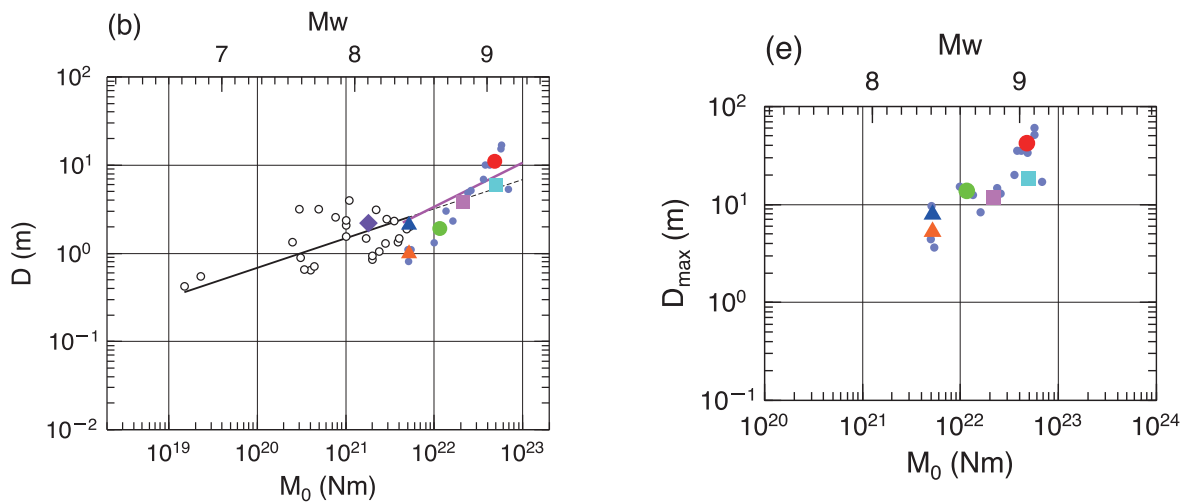 (b)
Mw
7 8 9
10²
10¹
10⁰
10⁻¹
10⁻²
D (m)
10¹⁹ 10²⁰ 10²¹ 10²² 10²³
M₀ (Nm)
(e)
Mw
8 9
10²
10¹
10⁰
10⁻¹
Dmax (m)
10²⁰ 10²¹ 10²² 10²³ 10²⁴
M₀ (Nm)